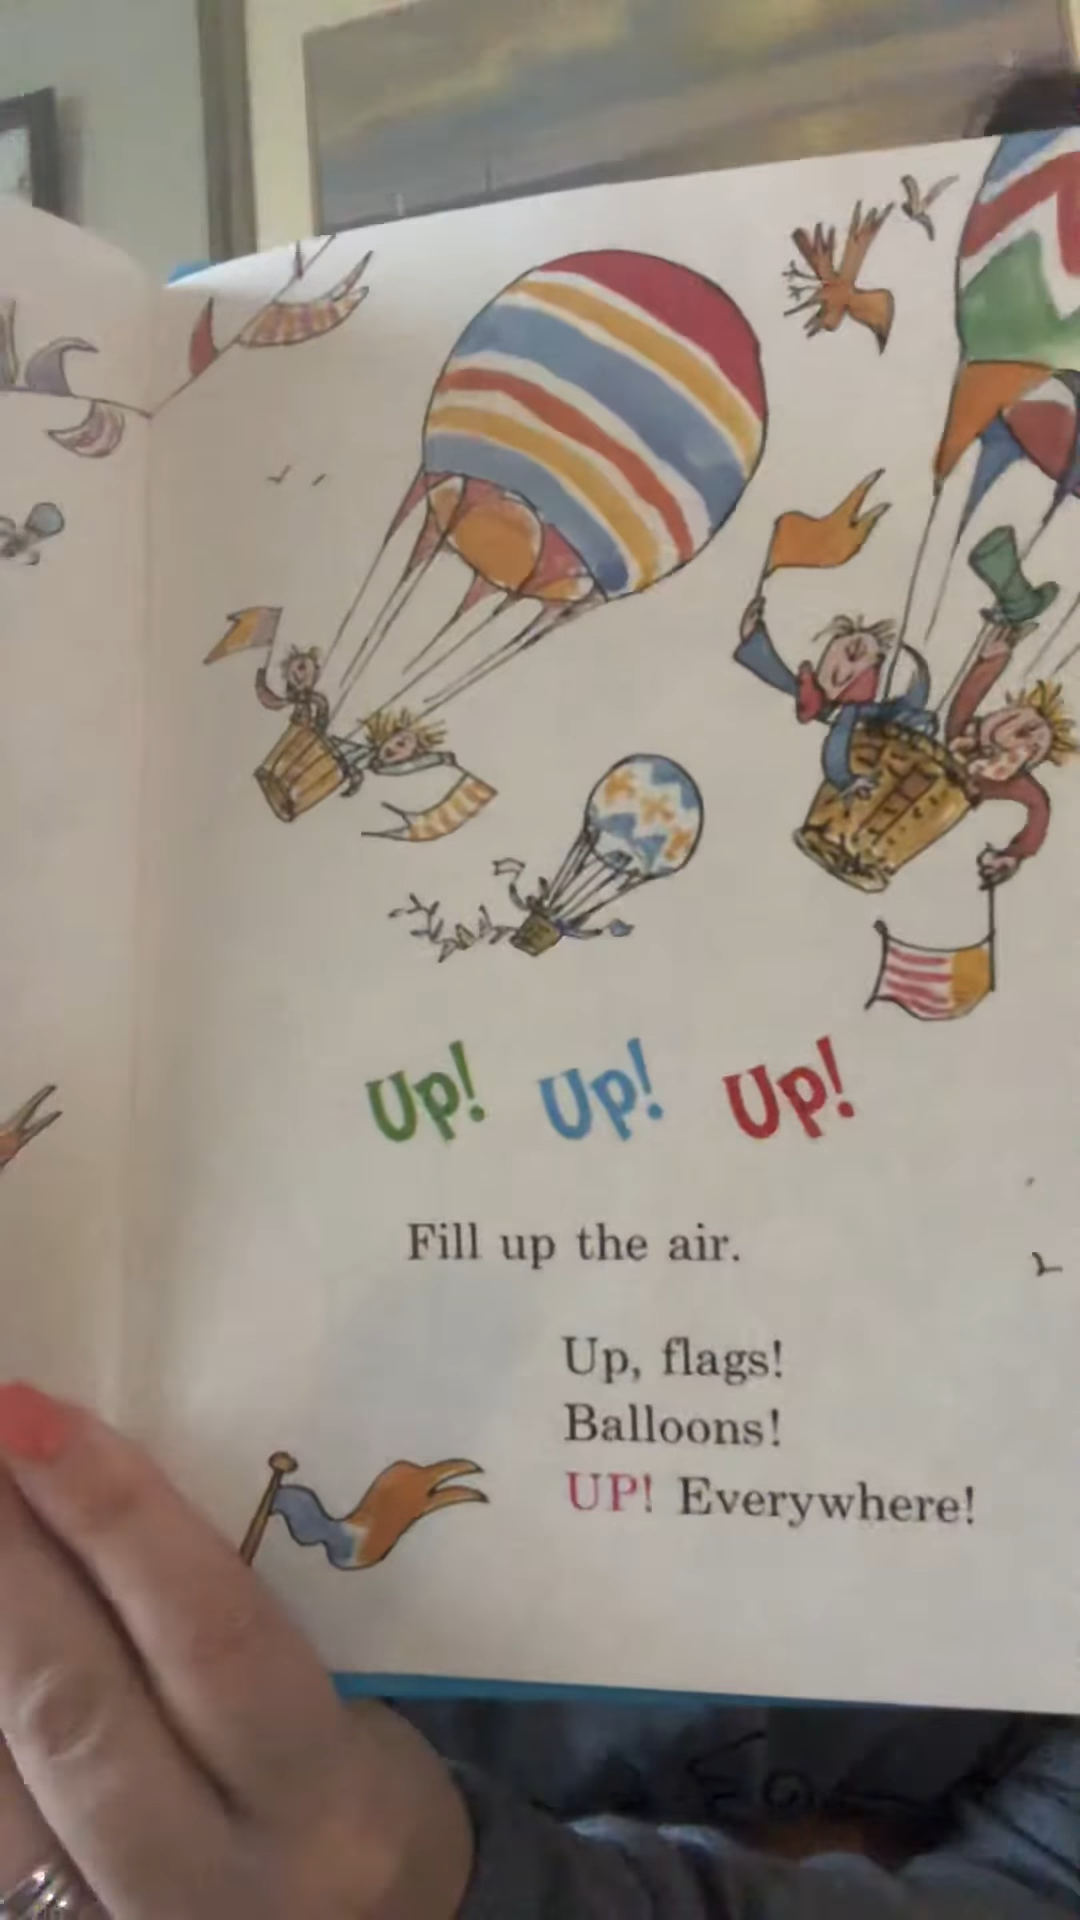 Up! Up! Up!
Fill up the air.
Up, flags!
Balloons!
UP! Everywhere!